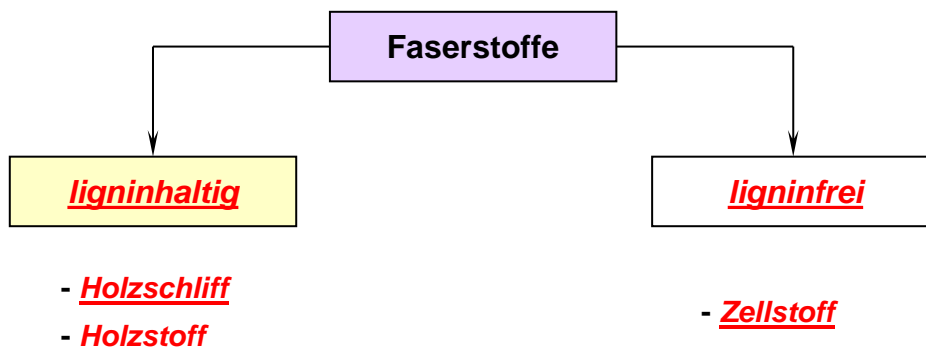 Faserstoffe
ligninhaltig
ligninfrei
- Holzschliff
- Holzstoff
- Zellstoff